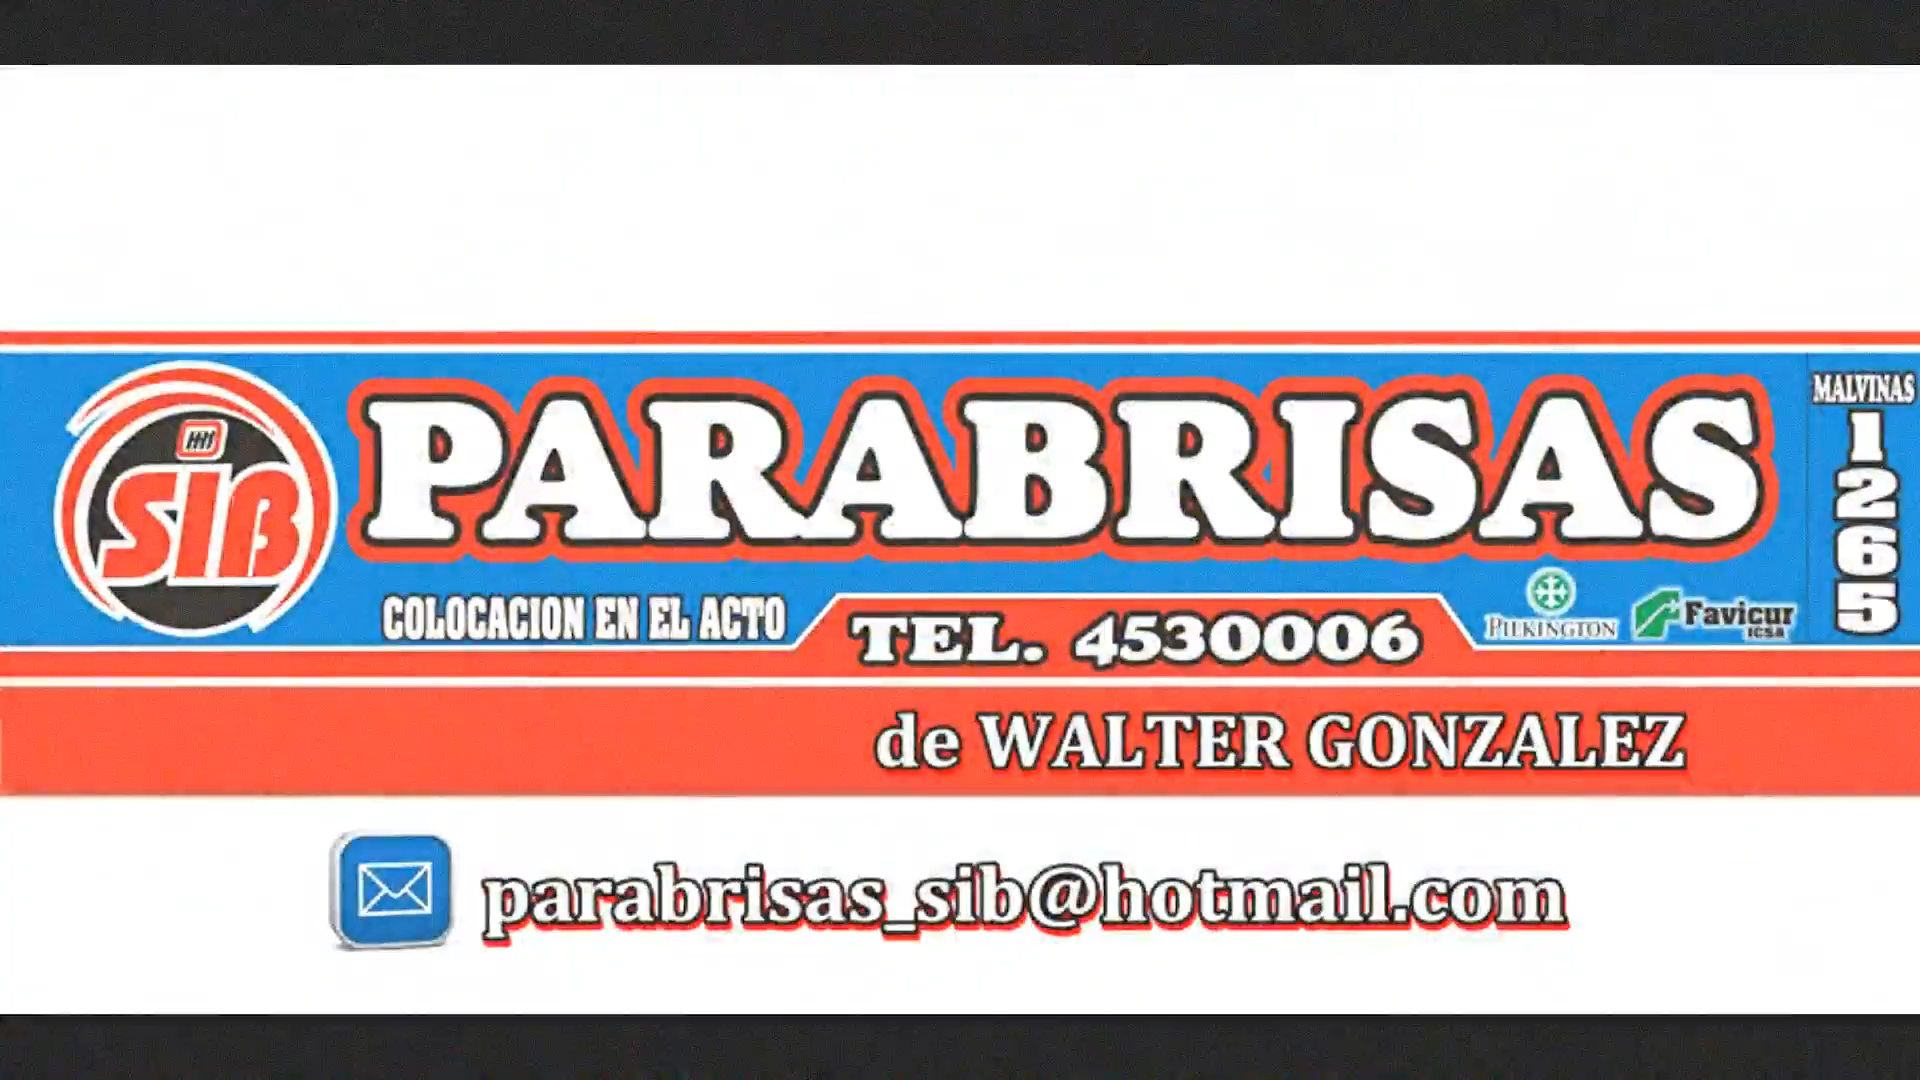 SIB
PARABRISAS
MALVINAS
1265
COLOCACION EN EL ACTO
TEL. 4530006
PILKINGTON
Favicur
ICSA
de WALTER GONZALEZ
parabrisas_sib@hotmail.com